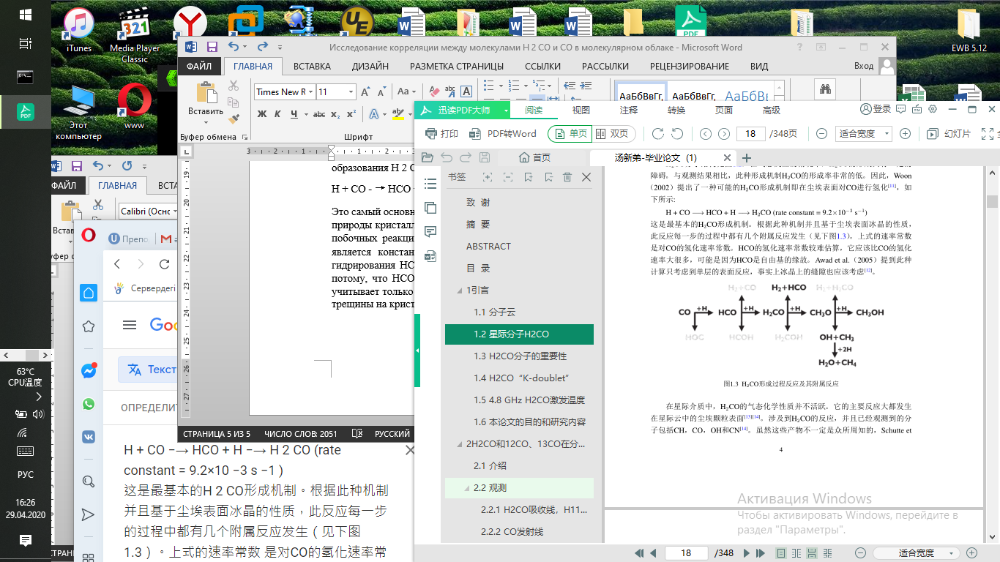 iTunes
Media Player
Classic
EWB 5.12
Этот
компьютер
www
63°C
CPU温度
РУС
16:26
29.04.2020
Исследование корреляции между молекулами H 2 CO и CO в молекулярном облаке - Microsoft Word
ФАЙЛ ГЛАВНАЯ ВСТАВКА ДИЗАЙН РАЗМЕТКА СТРАНИЦЫ ССЫЛКИ РАССЫЛКИ РЕЦЕНЗИРОВАНИЕ ВИД Вход
Times New R 11
Вставить
Буфер обмена Шрифт
АаБбВвГг, АаБбВвГг, АаБбВв
образования H 2 C
H + CO - → HCO
Это самый основн
природы кристалл
побочных реакци
является констан
гидрирования HC
потому, что HCO
учитывает только
трещины на крист
СТРАНИЦА 5 ИЗ 5 ЧИСЛО СЛОВ: 2051 РУССКИЙ
ФАЙЛ ГЛАВНАЯ ВСТА
Calibri (Оснс
Препо,
Сервердегі
Goo
Текст
ОПРЕДЕЛИТ
H + CO −→ HCO + H −→ H 2 CO (rate
constant = 9.2×10 −3 s −1 )
这是最基本的H 2 CO形成机制。根据此种机制
并且基于尘埃表面冰晶的性质，此反应每一步
的过程中都有几个附属反应发生（见下图
1.3）。上式的速率常数 是对CO的氢化速率常
迅读PDF大师 阅读 视图 注释 转换 页面 高级 登录
打印 PDF转Word 单页 双页 18 /348页 适合宽度 幻灯片
首页 汤新弟-毕业论文（1）
书签
致 谢
摘 要
ABSTRACT
目 录
1引言
1.1 分子云
1.2 星际分子H2CO
1.3 H2CO分子的重要性
1.4 H2CO“K-doublet”
1.5 4.8 GHz H2CO激发温度
1.6 本论文的目的和研究内容
2H2CO和12CO、13CO在分...
2.1 介绍
2.2 观测
2.2.1 H2CO吸收线，H11...
2.2.2 CO发射线
障碍。与观测结果相比，此种形成机制H₂CO的形成率非常的低。因此，Woon
（2002）提出了一种可能的H₂CO形成机制即在尘埃表面对CO进行氢化[11]，如
下所示:
H + CO ⟶ HCO + H ⟶ H₂CO (rate constant = 9.2×10⁻³ s⁻¹)
这是最基本的H₂CO形成机制。根据此种机制并且基于尘埃表面冰晶的性质，
此反应每一步的过程中都有几个附属反应发生（见下图1.3）。上式的速率常数
是对CO的氢化速率常数。HCO的氢化速率常数较难估算，它应该比CO的氢化
速率大很多，可能是因为HCO是自由基的缘故。Awad et al.（2005）提到此种
计算只考虑到单层的表面反应，事实上冰晶上的缝隙也应该考虑[12]。
H₂+CO H₂+HCO H₂+H₂CO
CO +H HCO +H H₂CO +H CH₃O +H CH₃OH
HOC HCOH H₂COH OH+CH₃
+2H
H₂O+CH₄
图1.3 H₂CO形成过程反应及其附属反应
在星际介质中，H₂CO的气态化学性质并不活跃。它的主要反应大都发生
在星际云中的尘埃颗粒表面[13][14]。涉及到H₂CO的反应，并且已经观测到的分
子包括CH，CO，OH和CN[14]。虽然这些产物不一定是众所周知的，Schutte et
4
Активация Windows
Чтобы активировать Windows, перейдите в
раздел "Параметры".
18 /348 适合宽度